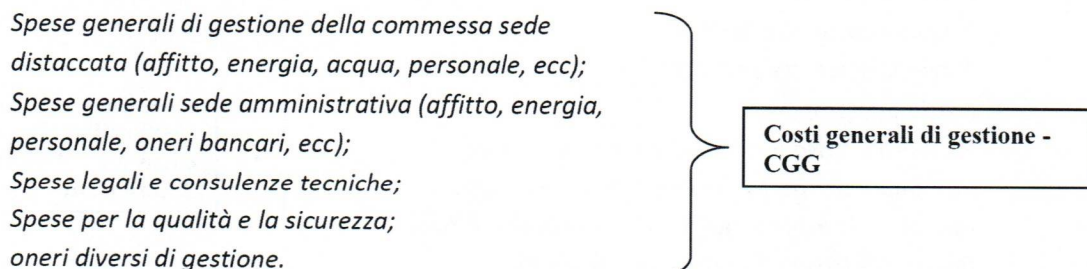 Spese generali di gestione della commessa sede
distaccata (affitto, energia, acqua, personale, ecc);
Spese generali sede amministrativa (affitto, energia,
personale, oneri bancari, ecc);
Spese legali e consulenze tecniche;
Spese per la qualità e la sicurezza;
oneri diversi di gestione.
Costi generali di gestione -
CGG